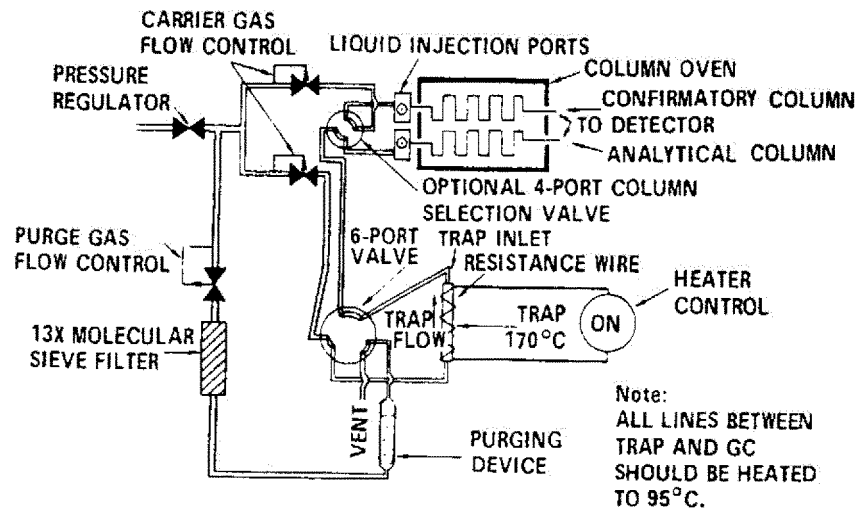 CARRIER GAS
FLOW CONTROL
LIQUID INJECTION PORTS
PRESSURE
REGULATOR
COLUMN OVEN
CONFIRMATORY COLUMN
TO DETECTOR
ANALYTICAL COLUMN
OPTIONAL 4-PORT COLUMN
SELECTION VALVE
PURGE GAS
FLOW CONTROL
6-PORT
VALVE
TRAP INLET
RESISTANCE WIRE
HEATER
CONTROL
13X MOLECULAR
SIEVE FILTER
TRAP
FLOW
TRAP
170°C
ON
VENT
PURGING
DEVICE
Note:
ALL LINES BETWEEN
TRAP AND GC
SHOULD BE HEATED
TO 95°C.